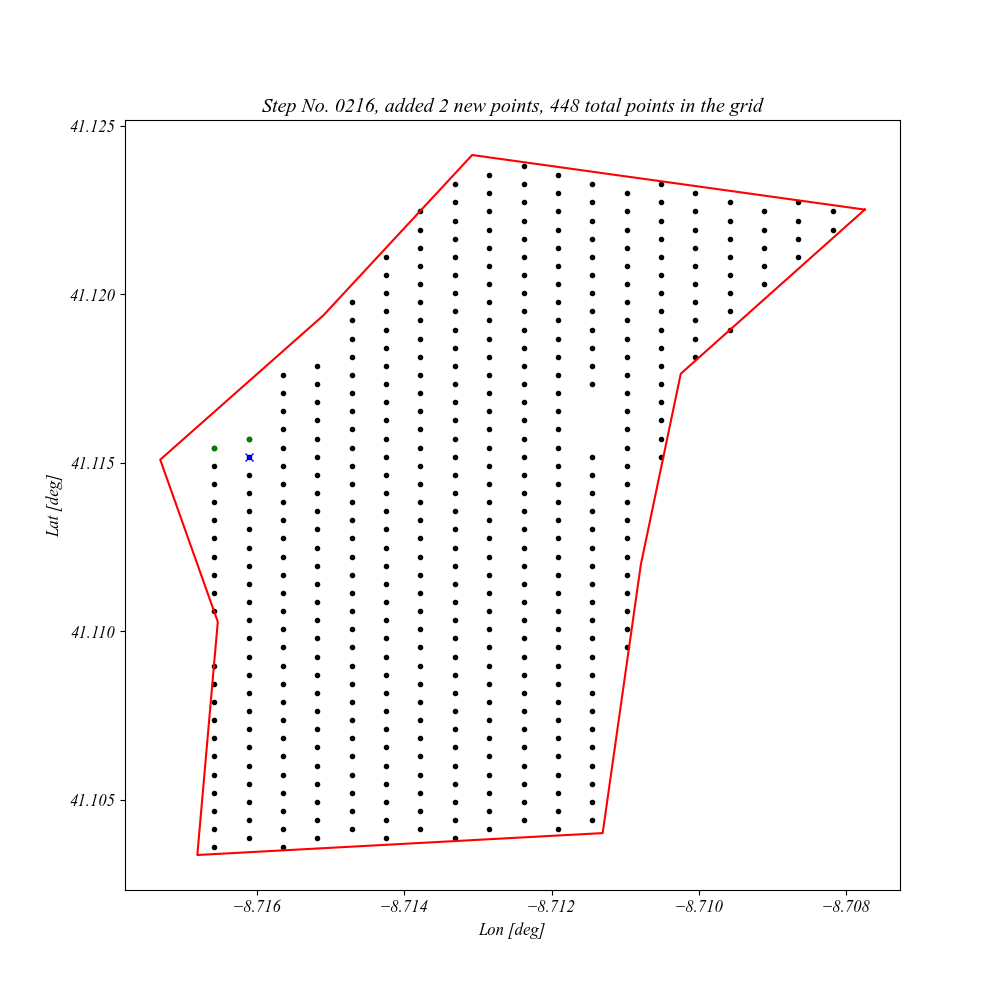 Step No. 0216, added 2 new points, 448 total points in the grid
41.125
41.120
41.115
41.110
41.105
Lat [deg]
−8.716 −8.714 −8.712 −8.710 −8.708
Lon [deg]